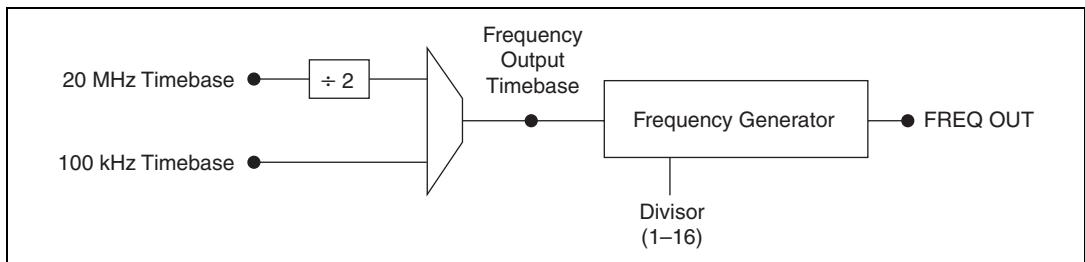 Frequency
Output
Timebase
20 MHz Timebase
÷ 2
Frequency Generator
FREQ OUT
100 kHz Timebase
Divisor
(1–16)